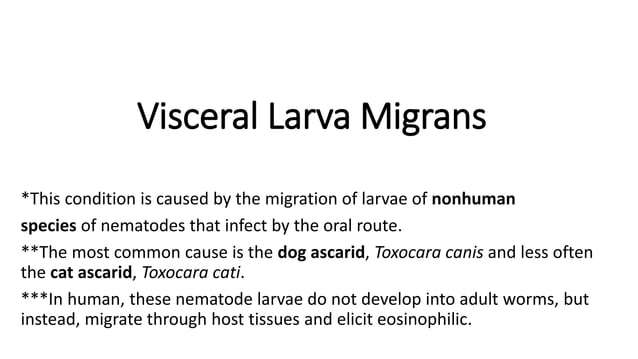 Visceral Larva Migrans
*This condition is caused by the migration of larvae of nonhuman
species of nematodes that infect by the oral route.
**The most common cause is the dog ascarid, Toxocara canis and less often
the cat ascarid, Toxocara cati.
***In human, these nematode larvae do not develop into adult worms, but
instead, migrate through host tissues and elicit eosinophilic.